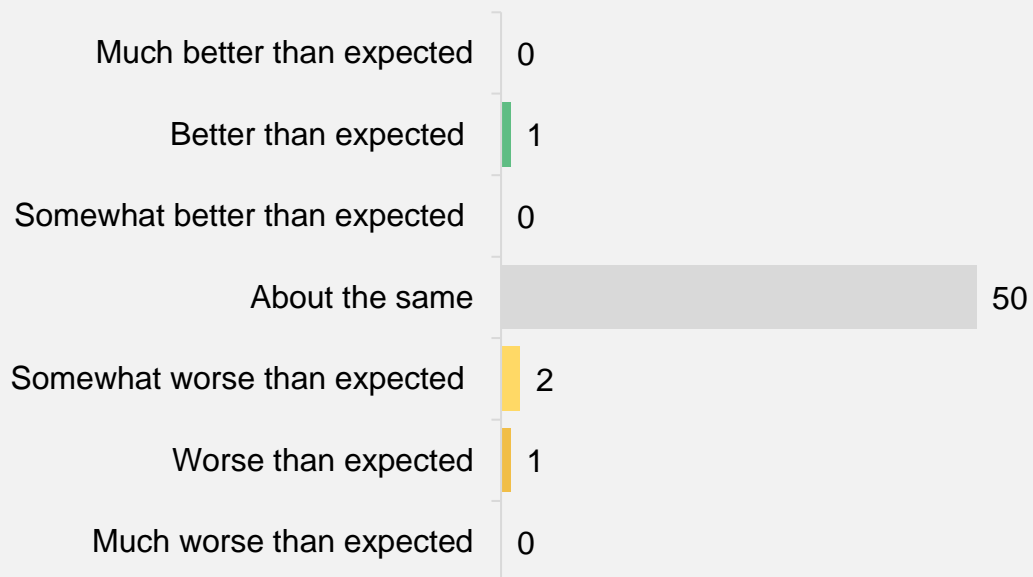 Much better than expected 0
Better than expected 1
Somewhat better than expected 0
About the same 50
Somewhat worse than expected 2
Worse than expected 1
Much worse than expected 0